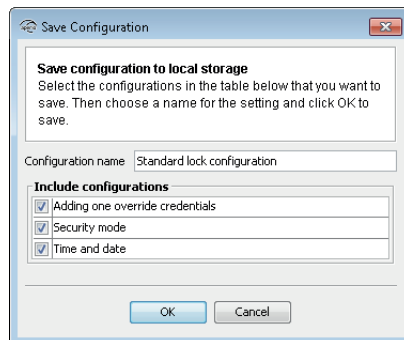 Save Configuration
Save configuration to local storage
Select the configurations in the table below that you want to
save. Then choose a name for the setting and click OK to
save.
Configuration name Standard lock configuration
Include configurations
Adding one override credentials
Security mode
Time and date
OK Cancel